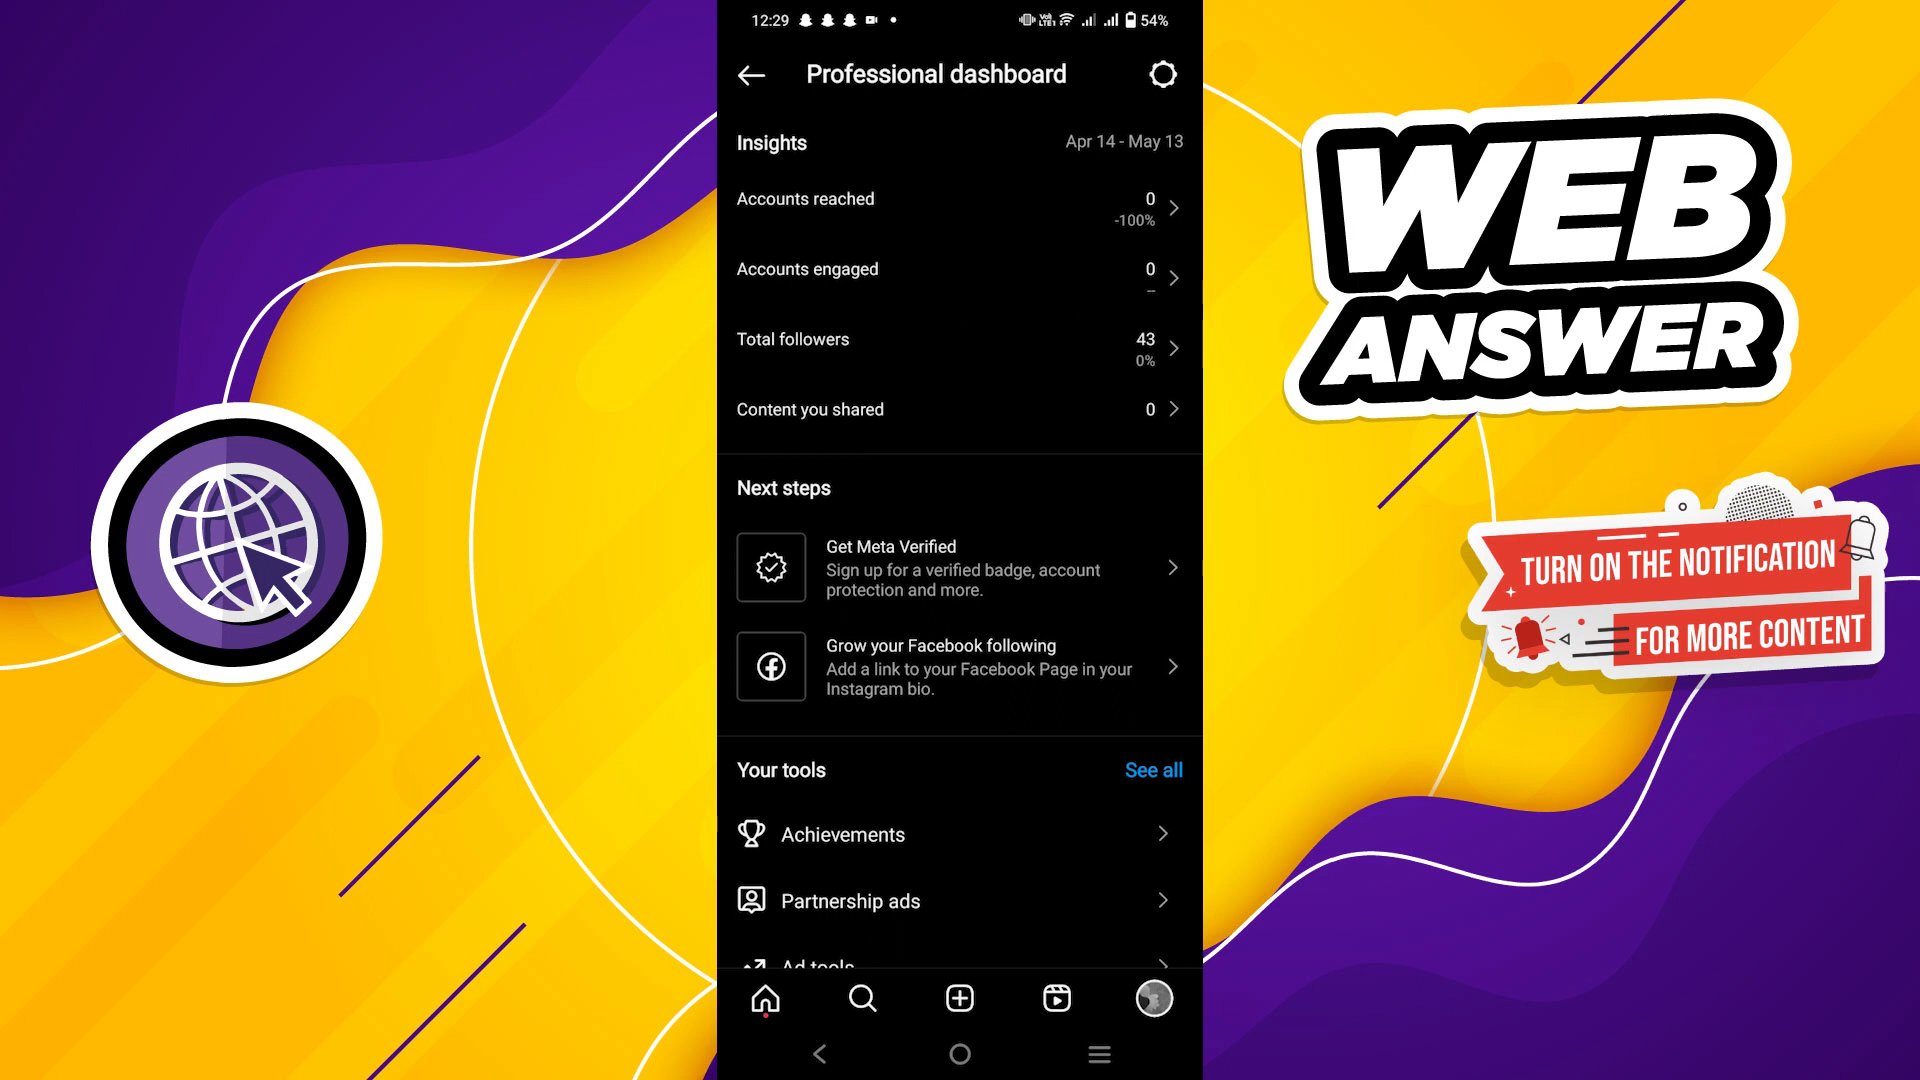 12:29
Vo)) LTE1
54%
Professional dashboard
Insights
Apr 14 - May 13
Accounts reached
0
-100%
Accounts engaged
0
--
Total followers
43
0%
Content you shared
0
Next steps
Get Meta Verified
Sign up for a verified badge, account
protection and more.
Grow your Facebook following
Add a link to your Facebook Page in your
Instagram bio.
Your tools
See all
Achievements
Partnership ads
Ad tools
WEB
ANSWER
TURN ON THE NOTIFICATION
FOR MORE CONTENT